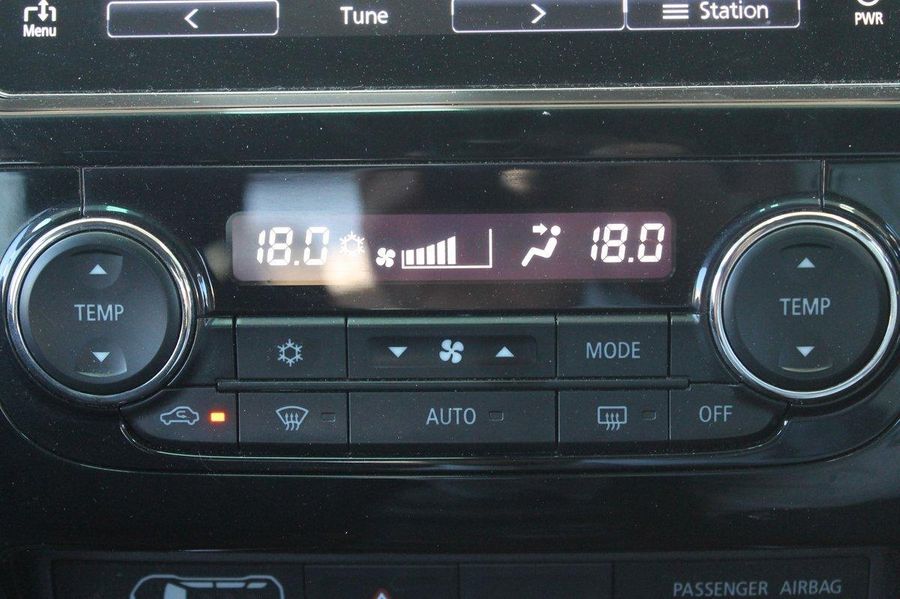 Menu
<
Tune
>
Station
PWR
18.0
18.0
TEMP
TEMP
MODE
AUTO
OFF
PASSENGER AIRBAG